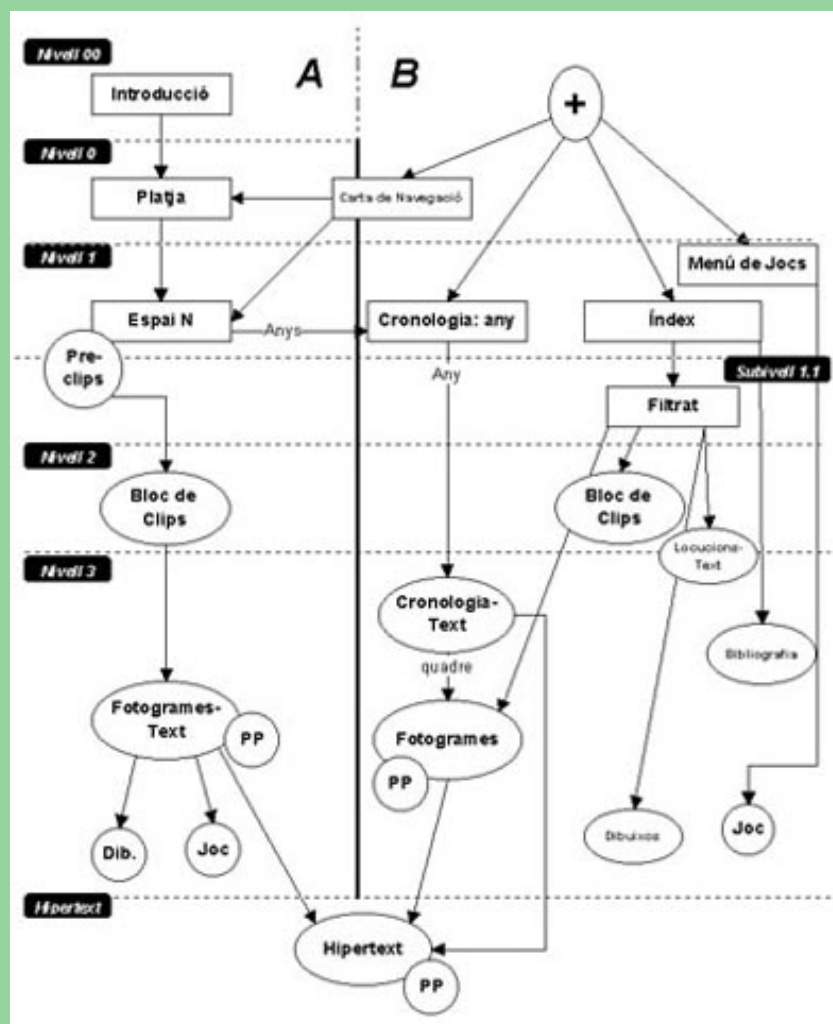 Nivell 00
A
B
Introducció
+
Nivell 0
Platja
Carta de Navegació
Nivell 1
Menú de Jocs
Espai N
Anys
Cronologia: any
Índex
Pre-
clips
Any
Subivell 1.1
Filtrat
Nivell 2
Bloc de
Clips
Bloc de
Clips
Nivell 3
Locucions-
Text
Cronologia-
Text
Bibliografia
quadre
Fotogrames-
Text
PP
Fotogrames
PP
Dib.
Joc
Dibuixos
Joc
Hipertext
Hipertext
PP